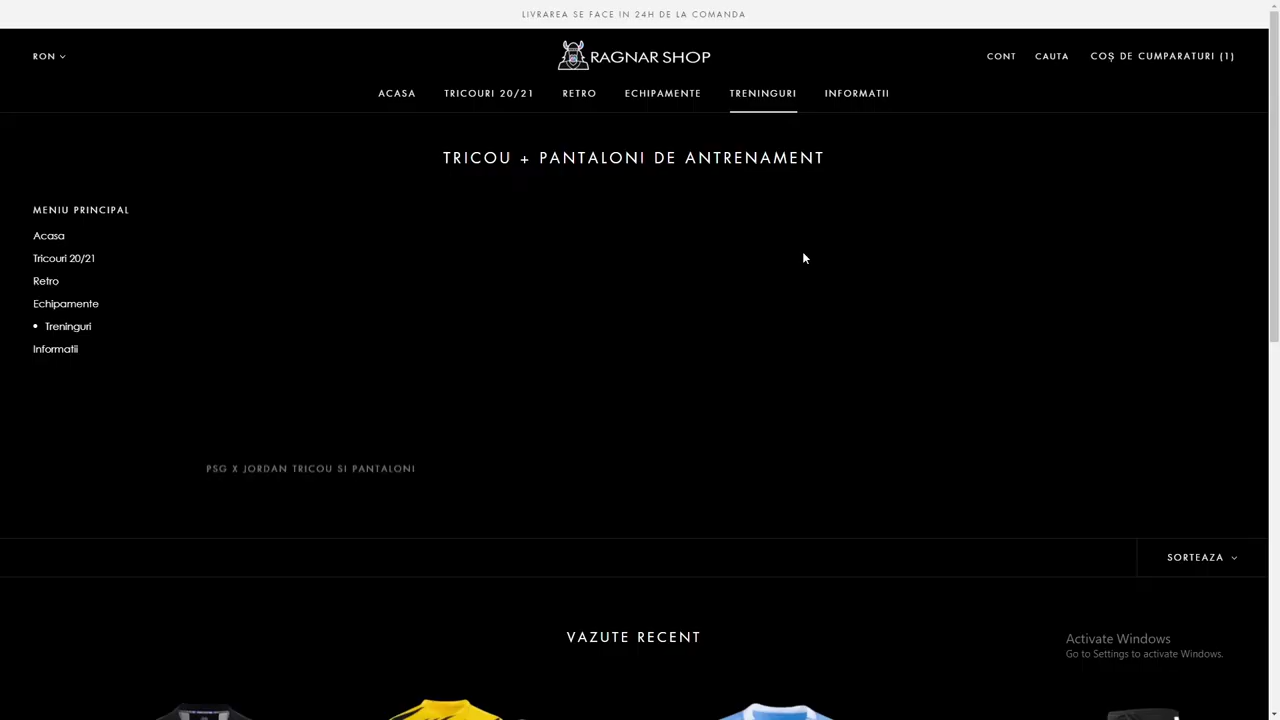 LIVRAREA SE FACE IN 24H DE LA COMANDA
RON
RAGNAR SHOP
CONT
CAUTA
COȘ DE CUMPARATURI (1)
ACASA
TRICOURI 20/21
RETRO
ECHIPAMENTE
TRENINGURI
INFORMATII
TRICOU + PANTALONI DE ANTRENAMENT
MENIU PRINCIPAL
Acasa
Tricouri 20/21
Retro
Echipamente
Treninguri
Informatii
PSG X JORDAN TRICOU SI PANTALONI
SORTEAZA
VAZUTE RECENT
Activate Windows
Go to Settings to activate Windows.